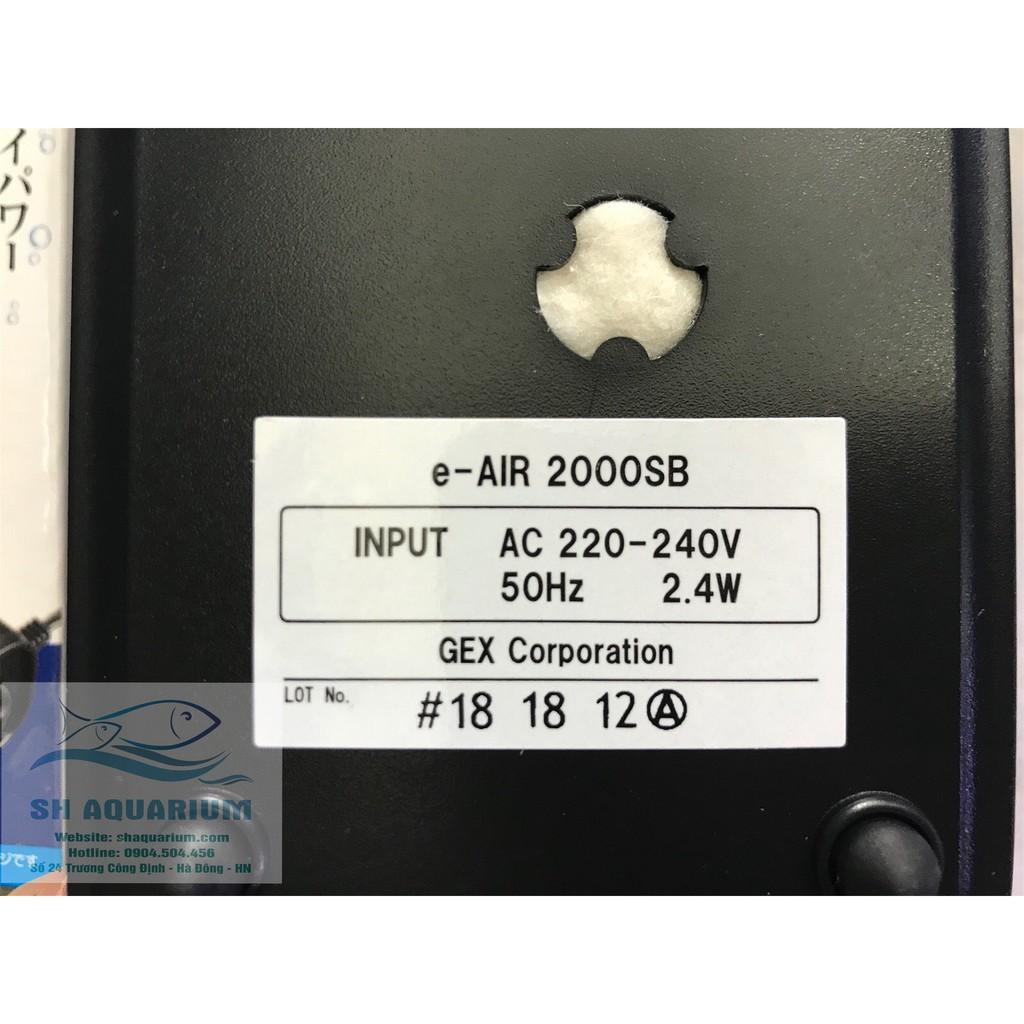 イパワー
e-AIR 2000SB
INPUT AC 220-240V
50Hz 2.4W
GEX Corporation
LOT No.
#18 18 12Ⓐ
SH AQUARIUM
Website: shaquarium.com
Hotline: 0904.504.456
Số 24 Trương Công Định - Hà Đông - HN
です